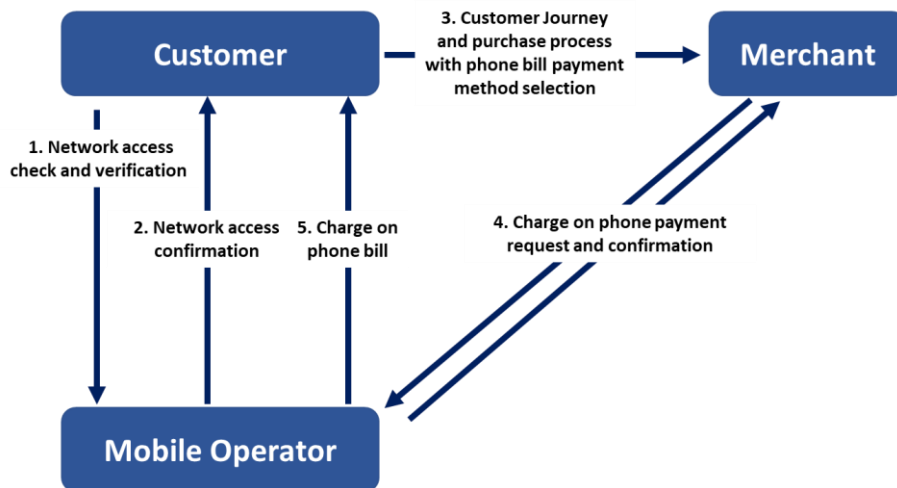 Customer
3. Customer Journey
and purchase process
with phone bill payment
method selection
Merchant
1. Network access
check and verification
2. Network access
confirmation
5. Charge on
phone bill
4. Charge on phone payment
request and confirmation
Mobile Operator